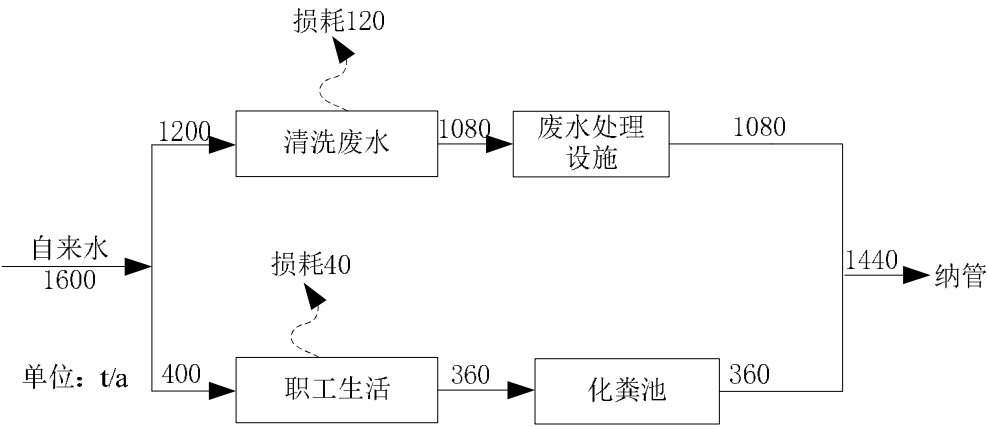 损耗120
1200
清洗废水
1080
废水处理
设施
1080
自来水
1600
损耗40
1440
纳管
单位：t/a
400
职工生活
360
化粪池
360